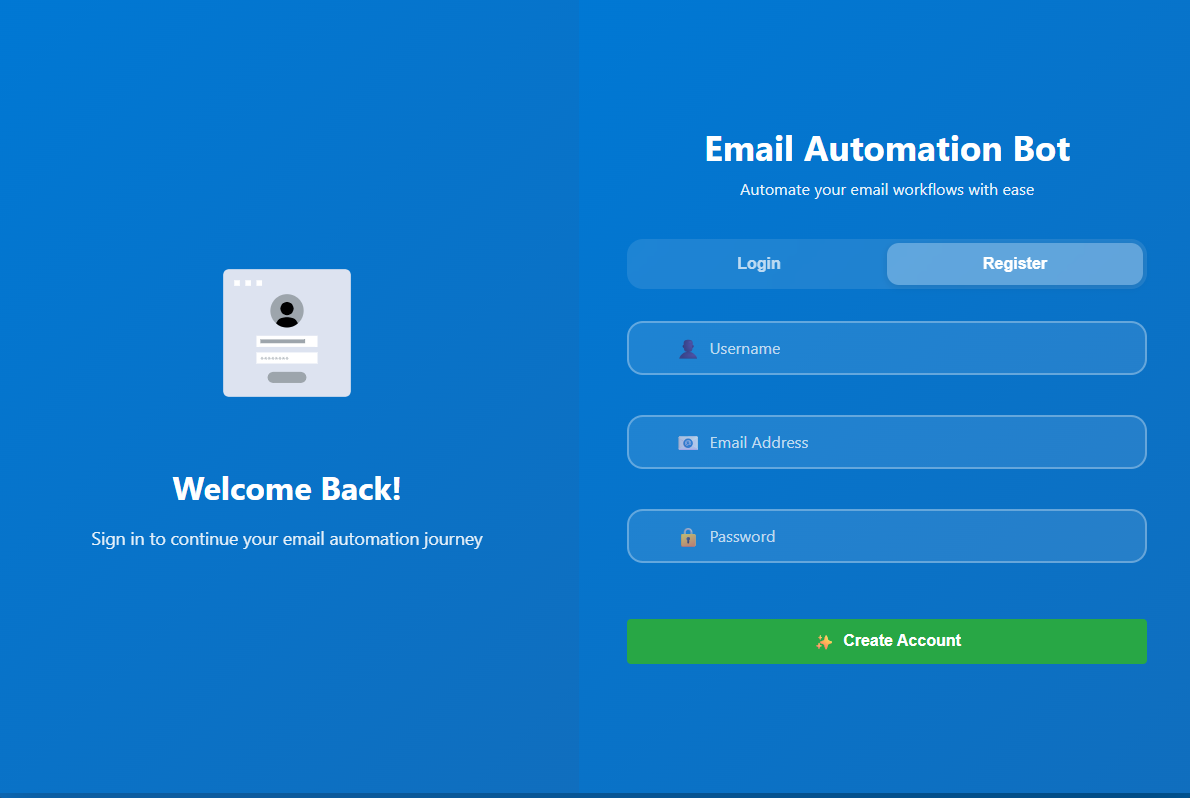 Welcome Back!
Sign in to continue your email automation journey
Email Automation Bot
Automate your email workflows with ease
Login
Register
Username
Email Address
Password
Create Account